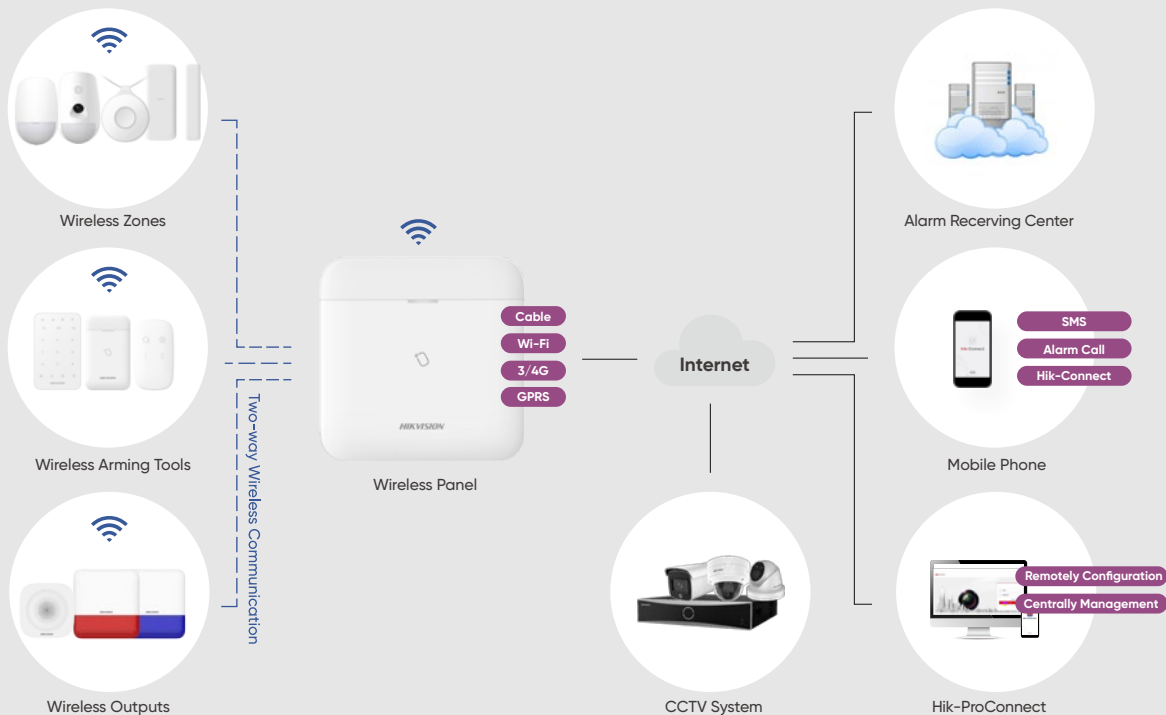 Wireless Zones
Wireless Arming Tools
Wireless Outputs
Two-way Wireless Communication
Cable
Wi-Fi
3/4G
GPRS
HIKVISION
Wireless Panel
Internet
CCTV System
Alarm Recerving Center
SMS
Alarm Call
Hik-Connect
Mobile Phone
Remotely Configuration
Centrally Management
Hik-ProConnect